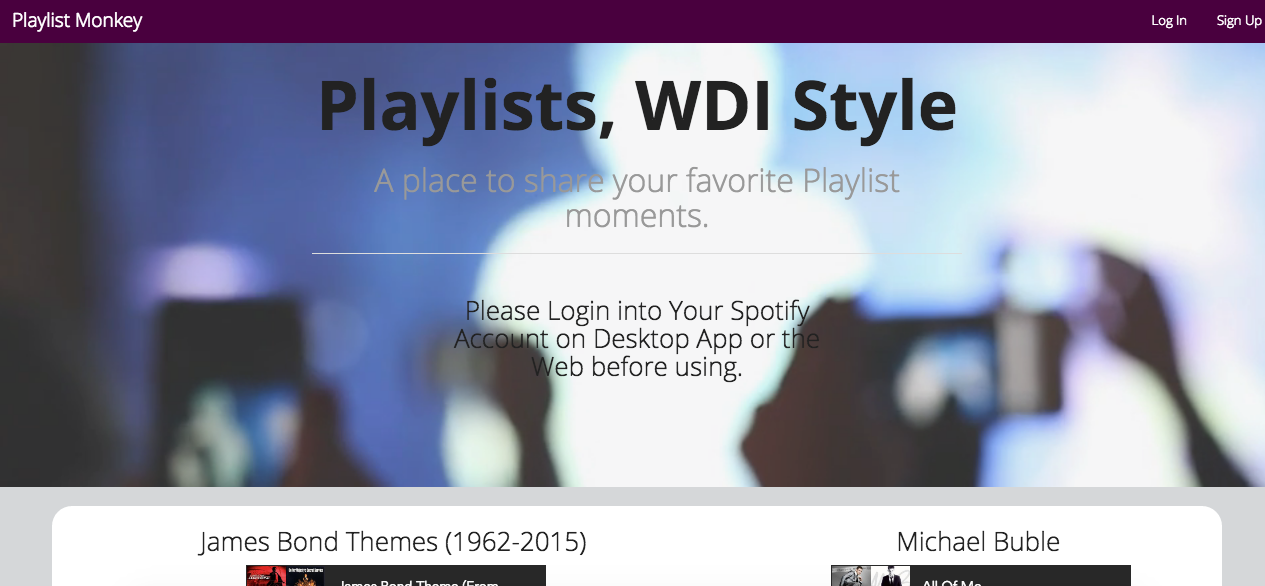 Playlist Monkey
Log In
Sign Up
Playlists, WDI Style
A place to share your favorite Playlist
moments.
Please Login into Your Spotify
Account on Desktop App or the
Web before using.
James Bond Themes (1962-2015)
Michael Buble
James Bond Theme (From
All Of Me